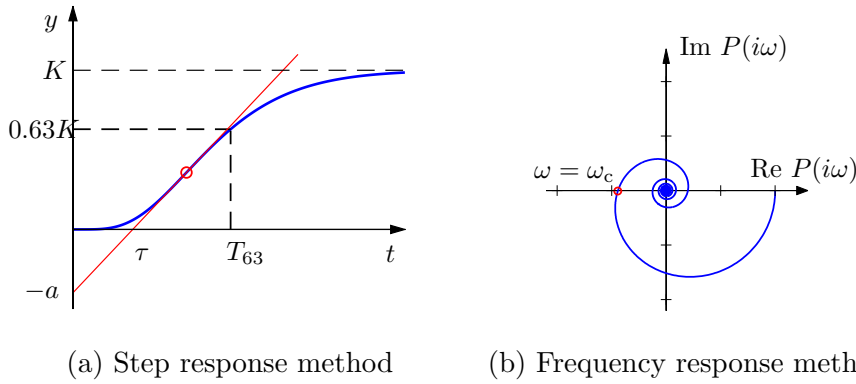 y
K
0.63K
−a
τ
T63
t
(a) Step response method
Im P(iω)
ω = ωc
Re P(iω)
(b) Frequency response meth